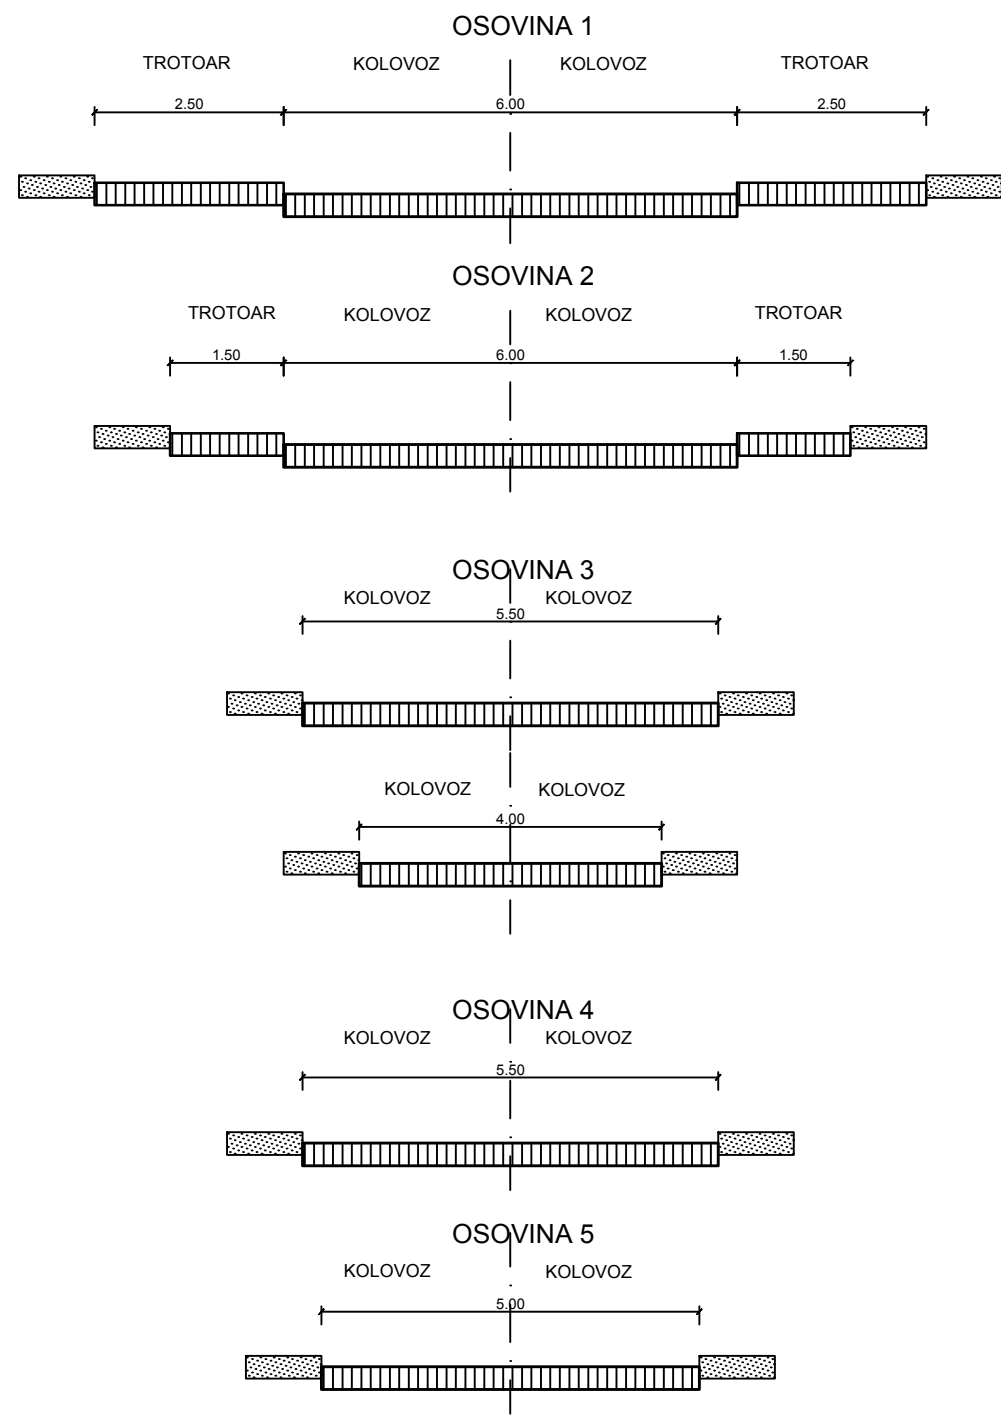 OSOVINA 1
TROTOAR KOLOVOZ KOLOVOZ TROTOAR
2.50 6.00 2.50
OSOVINA 2
TROTOAR KOLOVOZ KOLOVOZ TROTOAR
1.50 6.00 1.50
OSOVINA 3
KOLOVOZ KOLOVOZ
5.50
KOLOVOZ KOLOVOZ
4.00
OSOVINA 4
KOLOVOZ KOLOVOZ
5.50
OSOVINA 5
KOLOVOZ KOLOVOZ
5.00